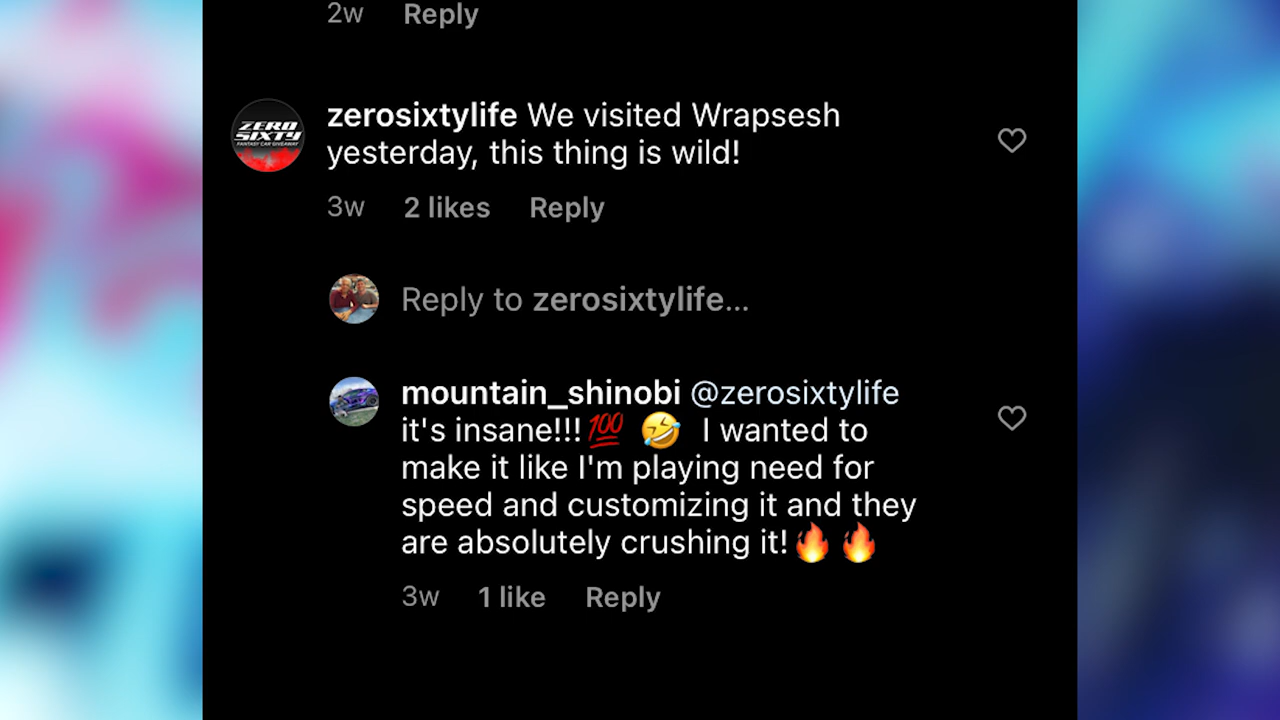 2w Reply
ZERO
SIXTY
FANTASY CAR GIVEAWAY
zerosixtylife We visited Wrapsesh
yesterday, this thing is wild!
3w 2 likes Reply
Reply to zerosixtylife...
mountain_shinobi @zerosixtylife
it's insane!!!💯 🤣 I wanted to
make it like I'm playing need for
speed and customizing it and they
are absolutely crushing it!🔥 🔥
3w 1 like Reply